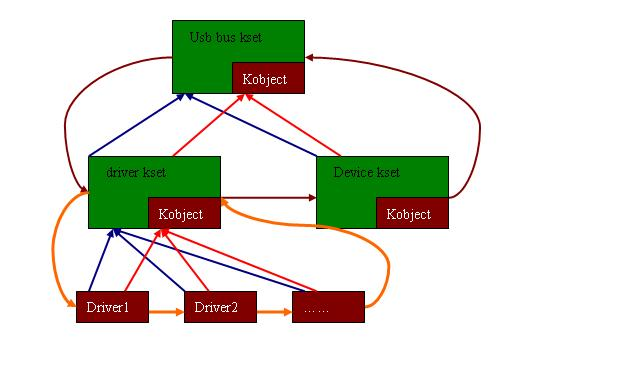 Usb bus kset
Kobject
driver kset
Device kset
Kobject
Kobject
Driver1
Driver2
……